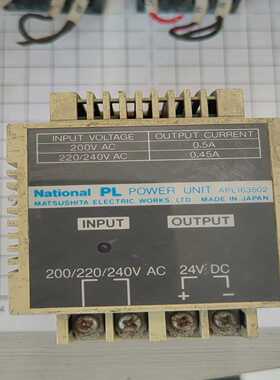 INPUT VOLTAGE OUTPUT CURRENT
200V AC 0.5A
220/240V AC 0.45A
National PL POWER UNIT APL163602
MATSUSHITA ELECTRIC WORKS, LTD. MADE IN JAPAN
INPUT OUTPUT
200/220/240V AC 24V DC
+ −